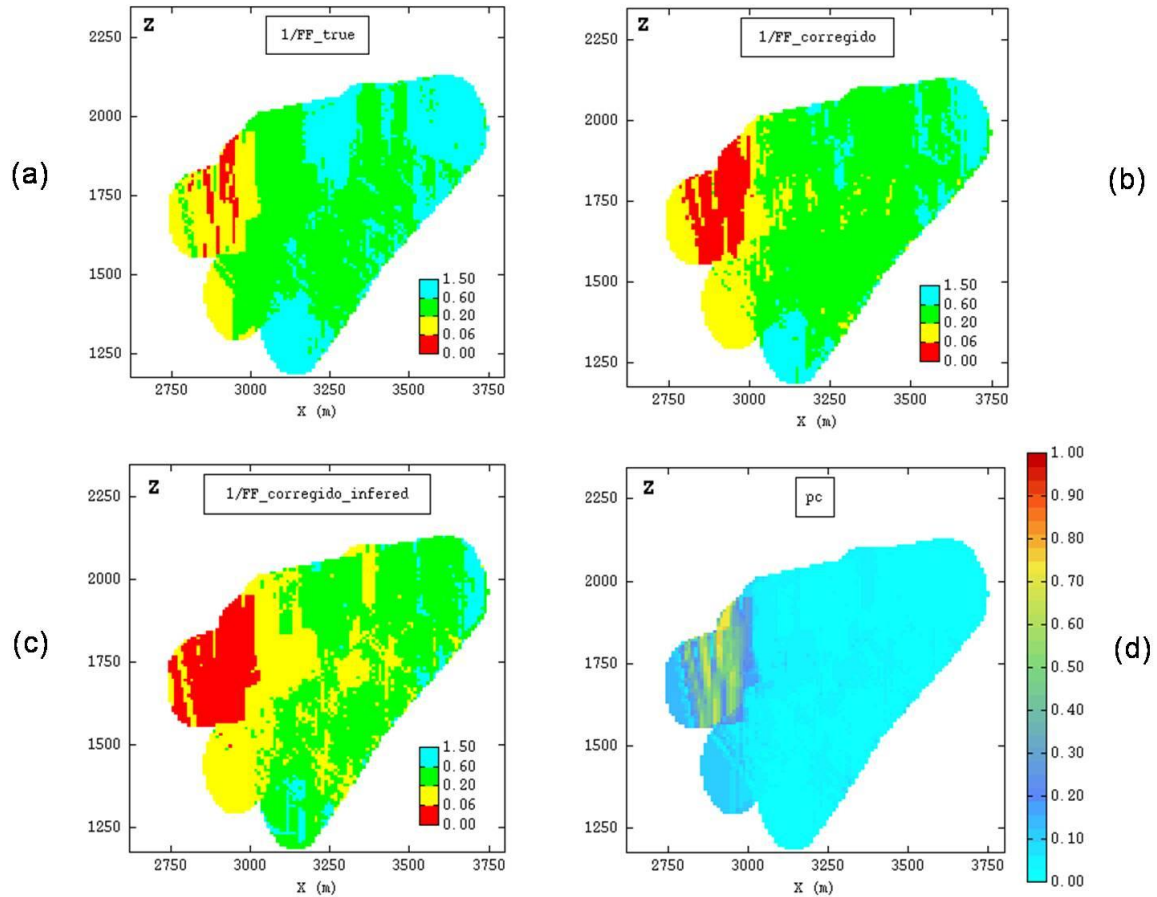 (a)
Z
1/FF_true
2250
2000
1750
1500
1250
1.50
0.60
0.20
0.06
0.00
2750 3000 3250 3500 3750
X (m)
(b)
Z
1/FF_corregido
2250
2000
1750
1500
1250
1.50
0.60
0.20
0.06
0.00
2750 3000 3250 3500 3750
X (m)
(c)
Z
1/FF_corregido_infered
2250
2000
1750
1500
1250
1.50
0.60
0.20
0.06
0.00
2750 3000 3250 3500 3750
X (m)
(d)
Z
pc
2250
2000
1750
1500
1250
2750 3000 3250 3500 3750
X (m)
1.00
0.90
0.80
0.70
0.60
0.50
0.40
0.30
0.20
0.10
0.00